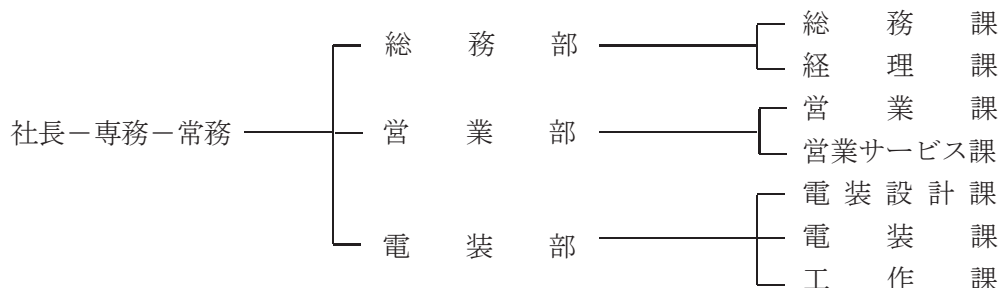 社長－専務－常務
総務部
総務課
経理課
営業部
営業課
営業サービス課
電装部
電装設計課
電装課
工作課